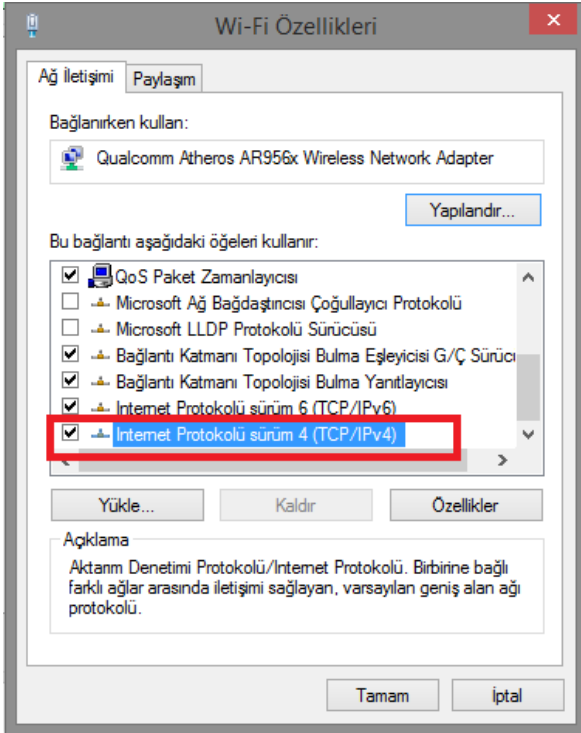 Wi-Fi Özellikleri
Ağ İletişimi
Paylaşım
Bağlanırken kullan:
Qualcomm Atheros AR956x Wireless Network Adapter
Yapılandır...
Bu bağlantı aşağıdaki öğeleri kullanır:
QoS Paket Zamanlayıcısı
Microsoft Ağ Bağdaştırıcısı Çoğullayıcı Protokolü
Microsoft LLDP Protokolü Sürücüsü
Bağlantı Katmanı Topolojisi Bulma Eşleyicisi G/Ç Sürücü
Bağlantı Katmanı Topolojisi Bulma Yanıtlayıcısı
Internet Protokolü sürüm 6 (TCP/IPv6)
Internet Protokolü sürüm 4 (TCP/IPv4)
Yükle...
Kaldır
Özellikler
Açıklama
Aktarım Denetimi Protokolü/Internet Protokolü. Birbirine bağlı
farklı ağlar arasında iletişimi sağlayan, varsayılan geniş alan ağı
protokolü.
Tamam
İptal